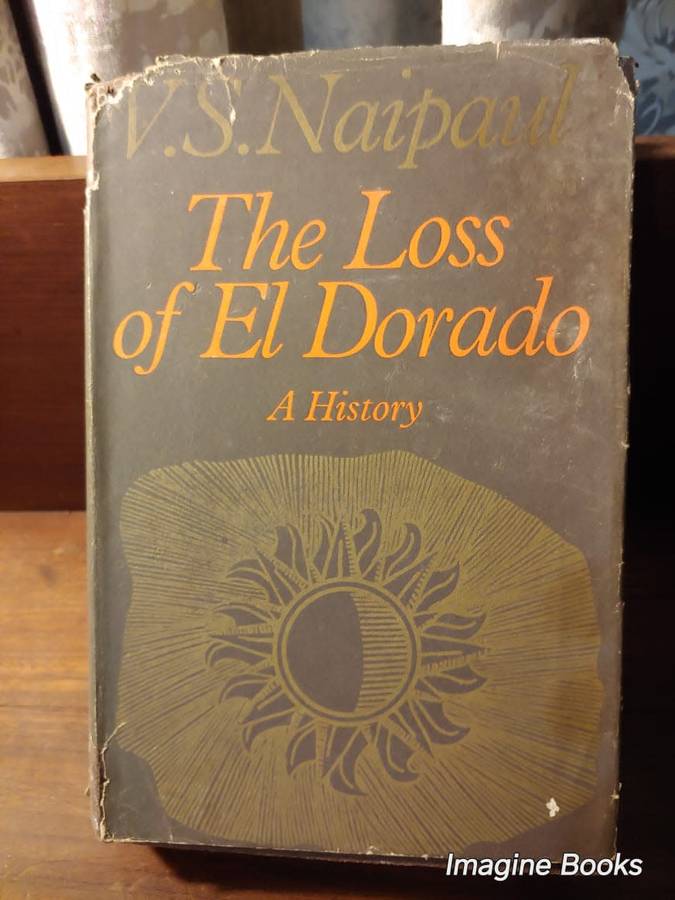 V.S. Naipaul
The Loss
of El Dorado
A History
Imagine Books